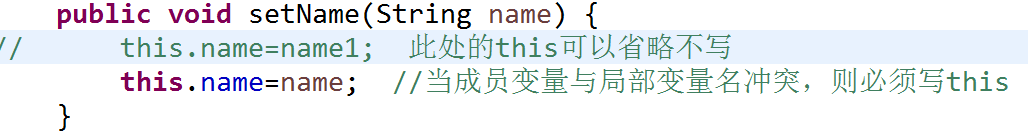 public void setName(String name) {
//      this.name=name1;  此处的this可以省略不写
this.name=name;  //当成员变量与局部变量名冲突，则必须写this
}